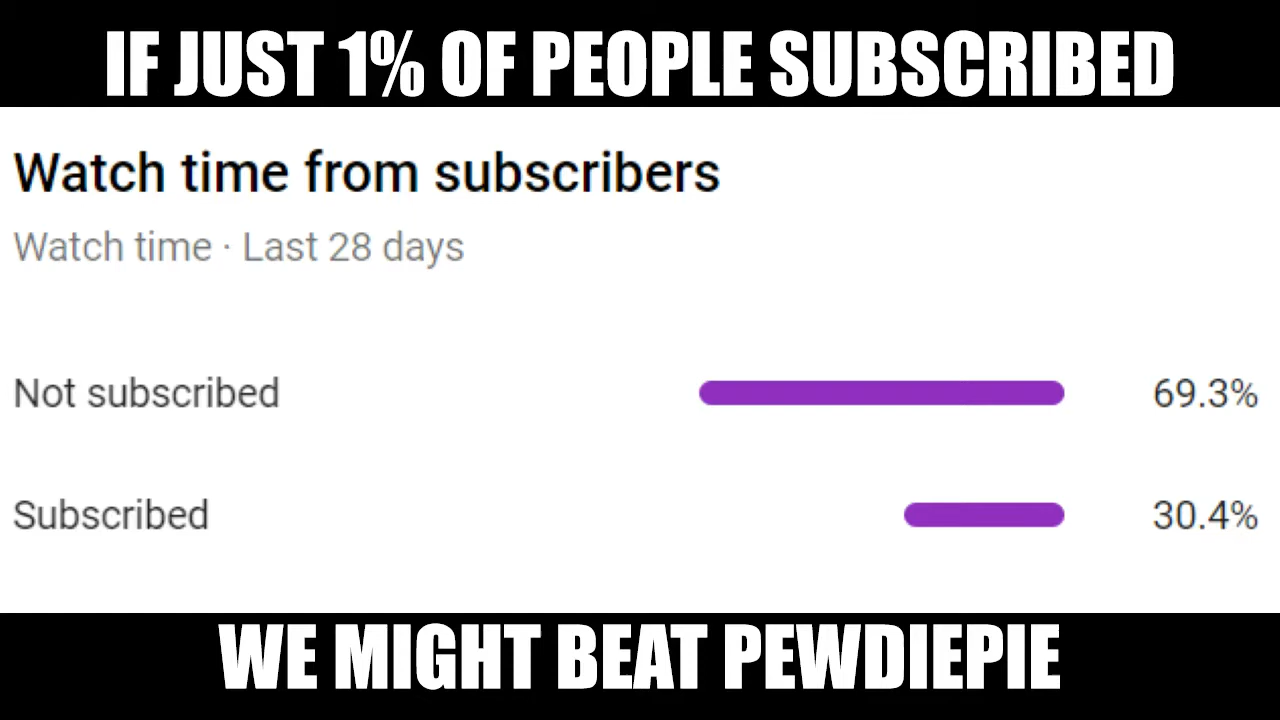 IF JUST 1% OF PEOPLE SUBSCRIBED
Watch time from subscribers
Watch time · Last 28 days
Not subscribed 69.3%
Subscribed 30.4%
WE MIGHT BEAT PEWDIEPIE